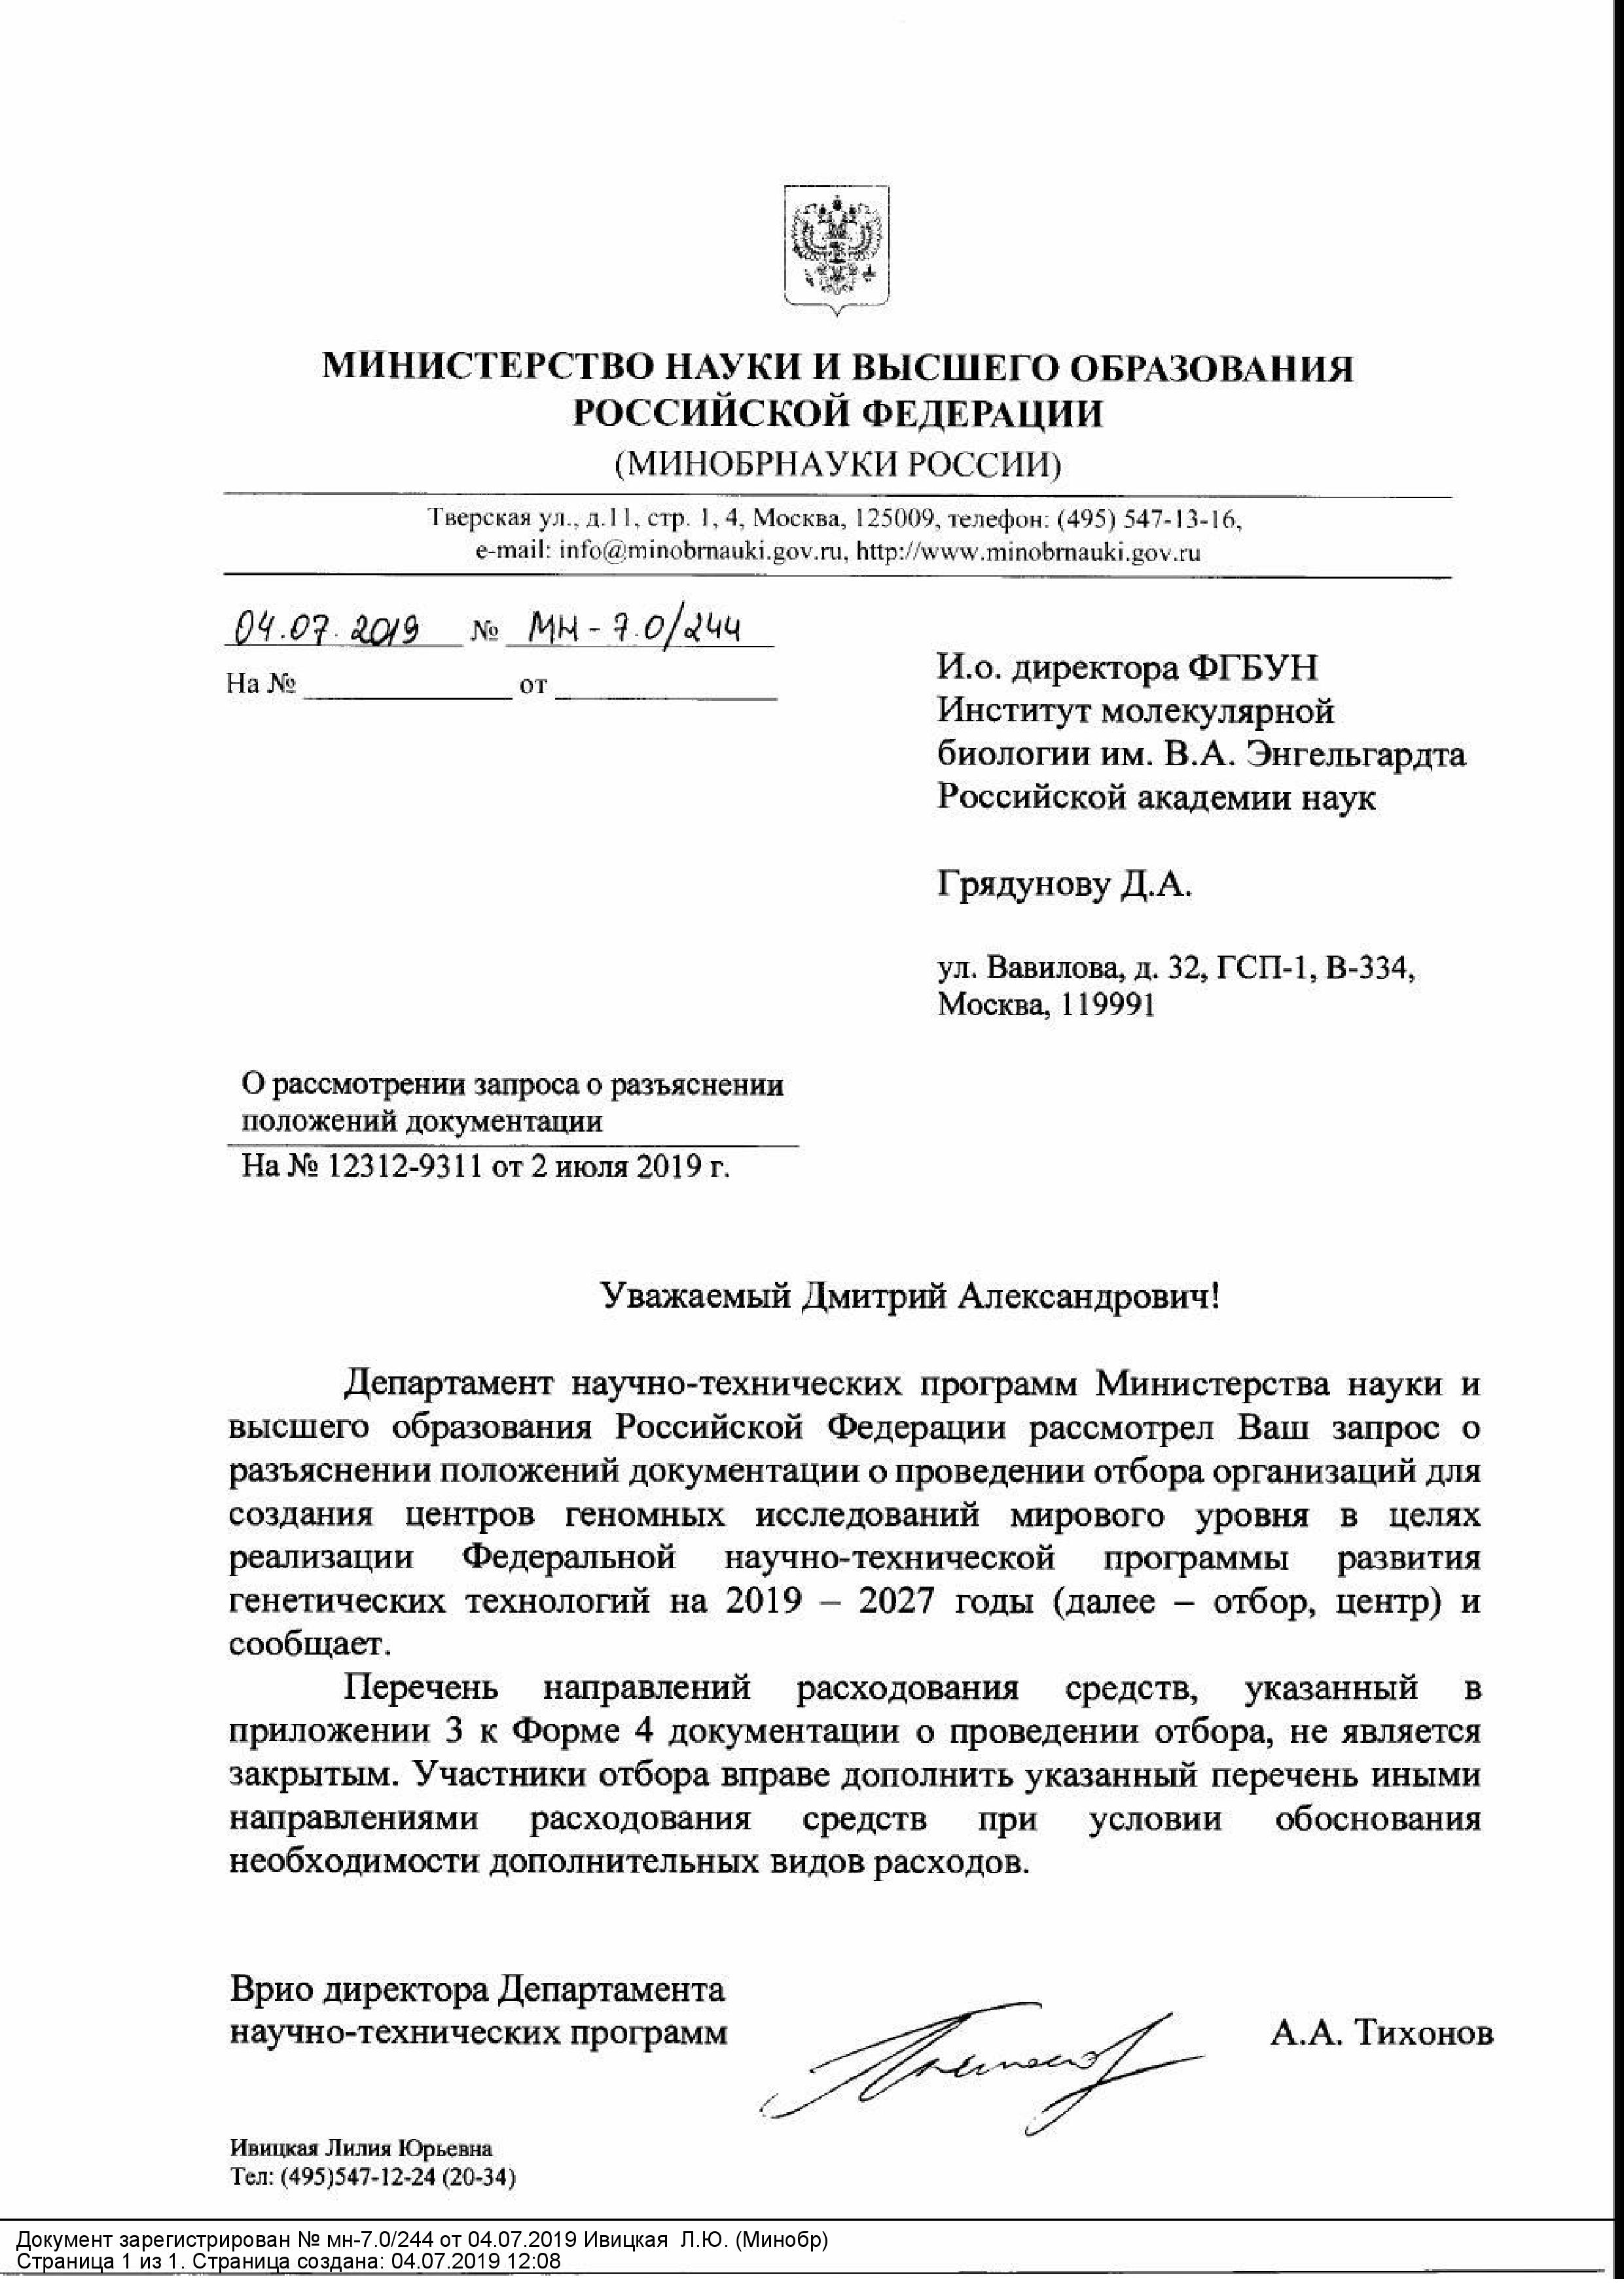 МИНИСТЕРСТВО НАУКИ И ВЫСШЕГО ОБРАЗОВАНИЯ
РОССИЙСКОЙ ФЕДЕРАЦИИ
(МИНОБРНАУКИ РОССИИ)
Тверская ул., д.11, стр. 1, 4, Москва, 125009, телефон: (495) 547-13-16,
e-mail: info@minobrnauki.gov.ru, http://www.minobrnauki.gov.ru
04.07.2019 № МН-7.0/244
На № от
И.о. директора ФГБУН
Институт молекулярной
биологии им. В.А. Энгельгардта
Российской академии наук
Грядунову Д.А.
ул. Вавилова, д. 32, ГСП-1, В-334,
Москва, 119991
О рассмотрении запроса о разъяснении
положений документации
На № 12312-9311 от 2 июля 2019 г.
Уважаемый Дмитрий Александрович!
Департамент научно-технических программ Министерства науки и
высшего образования Российской Федерации рассмотрел Ваш запрос о
разъяснении положений документации о проведении отбора организаций для
создания центров геномных исследований мирового уровня в целях
реализации Федеральной научно-технической программы развития
генетических технологий на 2019 – 2027 годы (далее – отбор, центр) и
сообщает.
Перечень направлений расходования средств, указанный в
приложении 3 к Форме 4 документации о проведении отбора, не является
закрытым. Участники отбора вправе дополнить указанный перечень иными
направлениями расходования средств при условии обоснования
необходимости дополнительных видов расходов.
Врио директора Департамента
научно-технических программ
А.А. Тихонов
Ивицкая Лилия Юрьевна
Тел: (495)547-12-24 (20-34)
Документ зарегистрирован № мн-7.0/244 от 04.07.2019 Ивицкая Л.Ю. (Минобр)
Страница 1 из 1. Страница создана: 04.07.2019 12:08